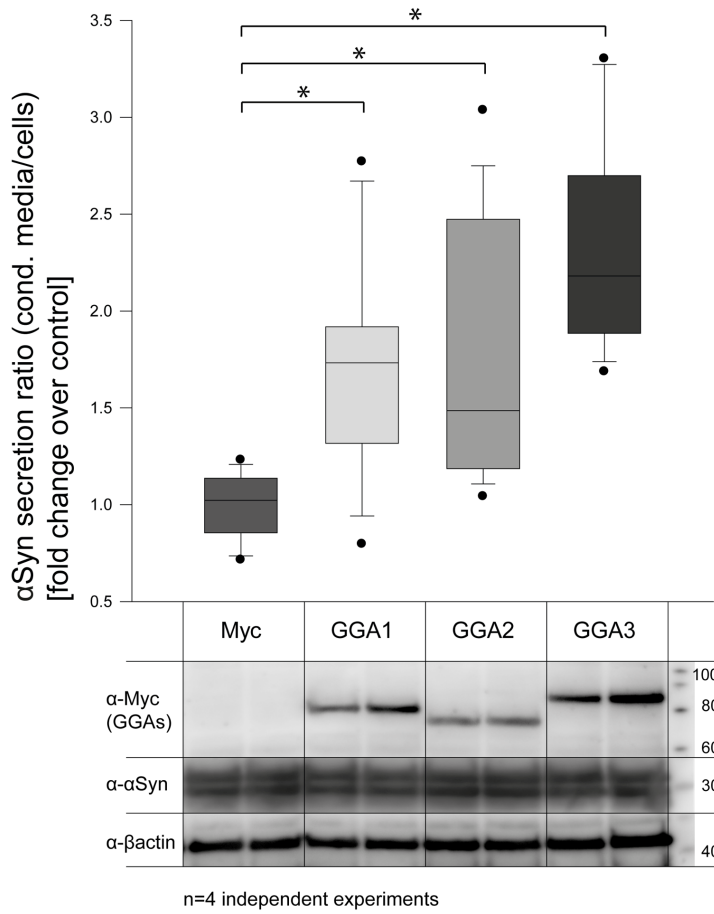 αSyn secretion ratio (cond. media/cells)
[fold change over control]
3.5
3.0
2.5
2.0
1.5
1.0
0.5
*
*
*
Myc GGA1 GGA2 GGA3
α-Myc
(GGAs)
100
80
60
α-αSyn
30
α-βactin
40
n=4 independent experiments